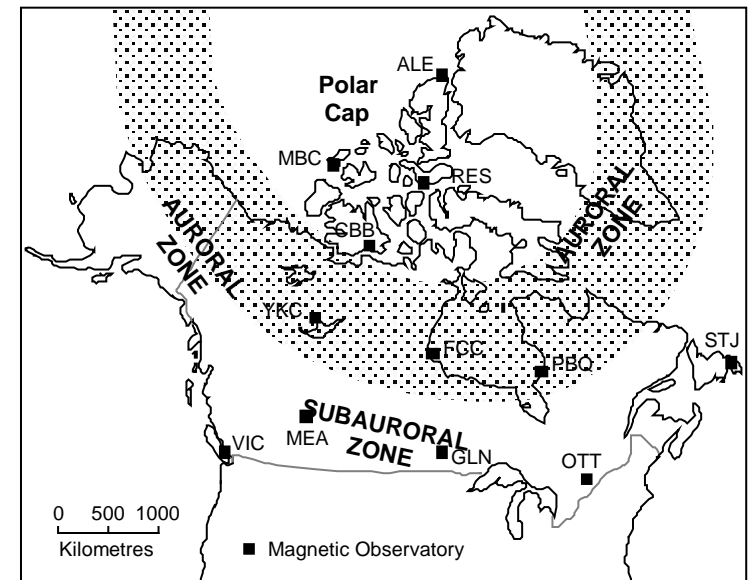 ALE
Polar
Cap
MBC
RES
AURORAL
ZONE
AURORAL
ZONE
CBB
YKC
FCC
PBQ
STJ
SUBAURORAL
ZONE
MEA
VIC
GLN
OTT
0 500 1000
Kilometres
Magnetic Observatory